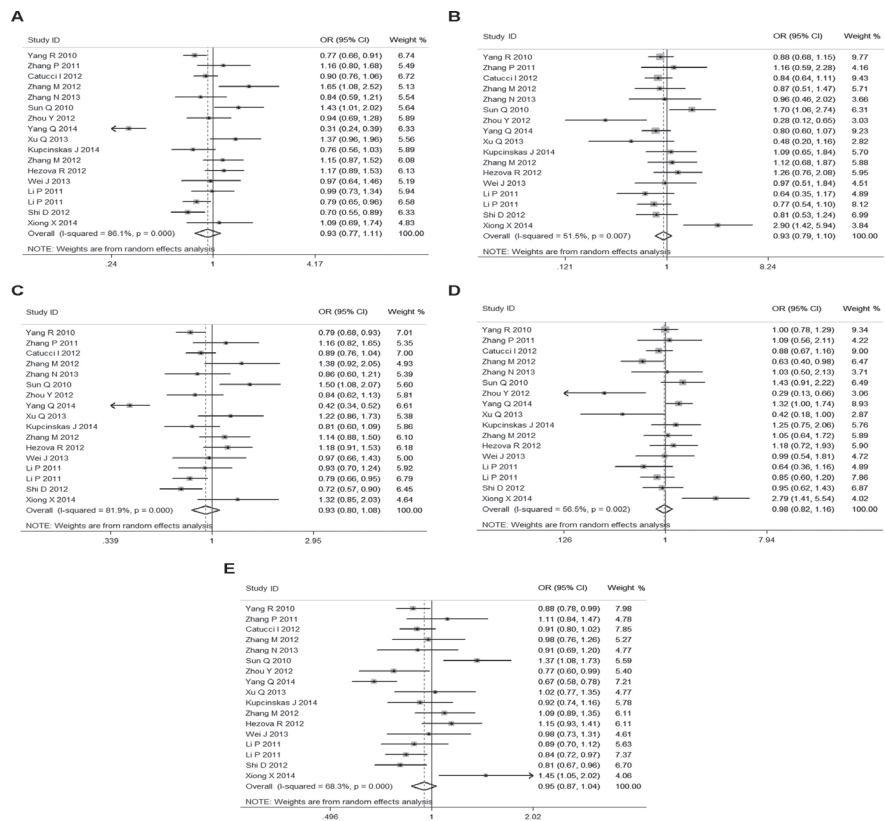 A
Study ID OR (95% CI) Weight %
Yang R 2010 0.77 (0.66, 0.91) 6.74
Zhang P 2011 1.16 (0.80, 1.68) 5.49
Catucci I 2012 0.90 (0.76, 1.06) 6.72
Zhang M 2012 1.65 (1.08, 2.52) 5.13
Zhang N 2013 0.84 (0.59, 1.21) 5.54
Sun Q 2010 1.43 (1.01, 2.02) 5.64
Zhou Y 2012 0.94 (0.69, 1.28) 5.89
Yang Q 2014 0.31 (0.24, 0.39) 6.33
Xu Q 2013 1.37 (0.96, 1.96) 5.56
Kupcinskas J 2014 0.76 (0.56, 1.03) 5.89
Zhang M 2012 1.15 (0.87, 1.52) 6.08
Hezova R 2012 1.17 (0.89, 1.53) 6.13
Wei J 2013 0.97 (0.64, 1.46) 5.19
Li P 2011 0.99 (0.73, 1.34) 5.94
Li P 2011 0.79 (0.65, 0.96) 6.58
Shi D 2012 0.70 (0.55, 0.89) 6.33
Xiong X 2014 1.09 (0.69, 1.74) 4.83
Overall (I-squared = 86.1%, p = 0.000) 0.93 (0.77, 1.11) 100.00
NOTE: Weights are from random effects analysis
.24 1 4.17
B
Study ID OR (95% CI) Weight %
Yang R 2010 0.88 (0.68, 1.15) 9.77
Zhang P 2011 1.16 (0.59, 2.28) 4.16
Catucci I 2012 0.84 (0.64, 1.11) 9.43
Zhang M 2012 0.87 (0.51, 1.47) 5.71
Zhang N 2013 0.96 (0.46, 2.02) 3.66
Sun Q 2010 1.70 (1.06, 2.74) 6.31
Zhou Y 2012 0.28 (0.12, 0.65) 3.03
Yang Q 2014 0.80 (0.60, 1.07) 9.23
Xu Q 2013 0.48 (0.20, 1.16) 2.82
Kupcinskas J 2014 1.09 (0.65, 1.84) 5.70
Zhang M 2012 1.12 (0.68, 1.87) 5.88
Hezova R 2012 1.26 (0.76, 2.08) 5.95
Wei J 2013 0.97 (0.51, 1.84) 4.51
Li P 2011 0.64 (0.35, 1.17) 4.89
Li P 2011 0.77 (0.54, 1.10) 8.12
Shi D 2012 0.81 (0.53, 1.24) 6.99
Xiong X 2014 2.90 (1.42, 5.94) 3.84
Overall (I-squared = 51.5%, p = 0.007) 0.93 (0.79, 1.10) 100.00
NOTE: Weights are from random effects analysis
.121 1 8.24
C
Study ID OR (95% CI) Weight %
Yang R 2010 0.79 (0.68, 0.93) 7.01
Zhang P 2011 1.16 (0.82, 1.65) 5.35
Catucci I 2012 0.89 (0.76, 1.04) 7.00
Zhang M 2012 1.38 (0.92, 2.05) 4.93
Zhang N 2013 0.86 (0.60, 1.21) 5.39
Sun Q 2010 1.50 (1.08, 2.07) 5.60
Zhou Y 2012 0.84 (0.62, 1.13) 5.81
Yang Q 2014 0.42 (0.34, 0.52) 6.61
Xu Q 2013 1.22 (0.86, 1.73) 5.38
Kupcinskas J 2014 0.81 (0.60, 1.09) 5.86
Zhang M 2012 1.14 (0.88, 1.50) 6.10
Hezova R 2012 1.18 (0.91, 1.53) 6.18
Wei J 2013 0.97 (0.66, 1.43) 5.00
Li P 2011 0.93 (0.70, 1.24) 5.92
Li P 2011 0.79 (0.66, 0.95) 6.79
Shi D 2012 0.72 (0.57, 0.90) 6.45
Xiong X 2014 1.32 (0.85, 2.03) 4.64
Overall (I-squared = 81.9%, p = 0.000) 0.93 (0.80, 1.08) 100.00
NOTE: Weights are from random effects analysis
.339 1 2.95
D
Study ID OR (95% CI) Weight %
Yang R 2010 1.00 (0.78, 1.29) 9.34
Zhang P 2011 1.09 (0.56, 2.11) 4.22
Catucci I 2012 0.88 (0.67, 1.16) 9.00
Zhang M 2012 0.63 (0.40, 0.98) 6.47
Zhang N 2013 1.03 (0.50, 2.13) 3.71
Sun Q 2010 1.43 (0.91, 2.22) 6.49
Zhou Y 2012 0.29 (0.13, 0.66) 3.06
Yang Q 2014 1.32 (1.00, 1.74) 8.93
Xu Q 2013 0.42 (0.18, 1.00) 2.87
Kupcinskas J 2014 1.25 (0.75, 2.06) 5.76
Zhang M 2012 1.05 (0.64, 1.72) 5.89
Hezova R 2012 1.18 (0.72, 1.93) 5.90
Wei J 2013 0.99 (0.54, 1.81) 4.72
Li P 2011 0.64 (0.36, 1.16) 4.89
Li P 2011 0.85 (0.60, 1.20) 7.86
Shi D 2012 0.95 (0.62, 1.43) 6.87
Xiong X 2014 2.79 (1.41, 5.54) 4.02
Overall (I-squared = 56.5%, p = 0.002) 0.98 (0.82, 1.16) 100.00
NOTE: Weights are from random effects analysis
.126 1 7.94
E
Study ID OR (95% CI) Weight %
Yang R 2010 0.88 (0.78, 0.99) 7.98
Zhang P 2011 1.11 (0.84, 1.47) 4.78
Catucci I 2012 0.91 (0.80, 1.02) 7.85
Zhang M 2012 0.98 (0.76, 1.26) 5.27
Zhang N 2013 0.91 (0.69, 1.20) 4.77
Sun Q 2010 1.37 (1.08, 1.73) 5.59
Zhou Y 2012 0.77 (0.60, 0.99) 5.40
Yang Q 2014 0.67 (0.58, 0.78) 7.21
Xu Q 2013 1.02 (0.77, 1.35) 4.77
Kupcinskas J 2014 0.92 (0.74, 1.16) 5.78
Zhang M 2012 1.09 (0.89, 1.35) 6.11
Hezova R 2012 1.15 (0.93, 1.41) 6.11
Wei J 2013 0.98 (0.73, 1.31) 4.61
Li P 2011 0.89 (0.70, 1.12) 5.63
Li P 2011 0.84 (0.72, 0.97) 7.37
Shi D 2012 0.81 (0.67, 0.96) 6.70
Xiong X 2014 1.45 (1.05, 2.02) 4.06
Overall (I-squared = 68.3%, p = 0.000) 0.95 (0.87, 1.04) 100.00
NOTE: Weights are from random effects analysis
.496 1 2.02